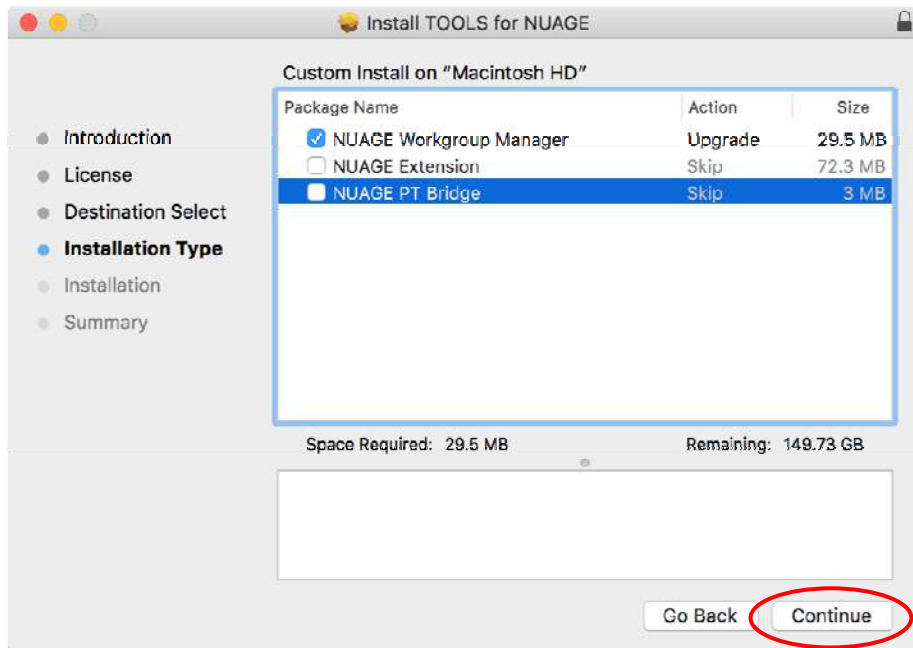 Install TOOLS for NUAGE
Custom Install on "Macintosh HD"
Package Name Action Size
NUAGE Workgroup Manager Upgrade 29.5 MB
NUAGE Extension Skip 72.3 MB
NUAGE PT Bridge Skip 3 MB
Introduction
License
Destination Select
Installation Type
Installation
Summary
Space Required: 29.5 MB Remaining: 149.73 GB
Go Back Continue